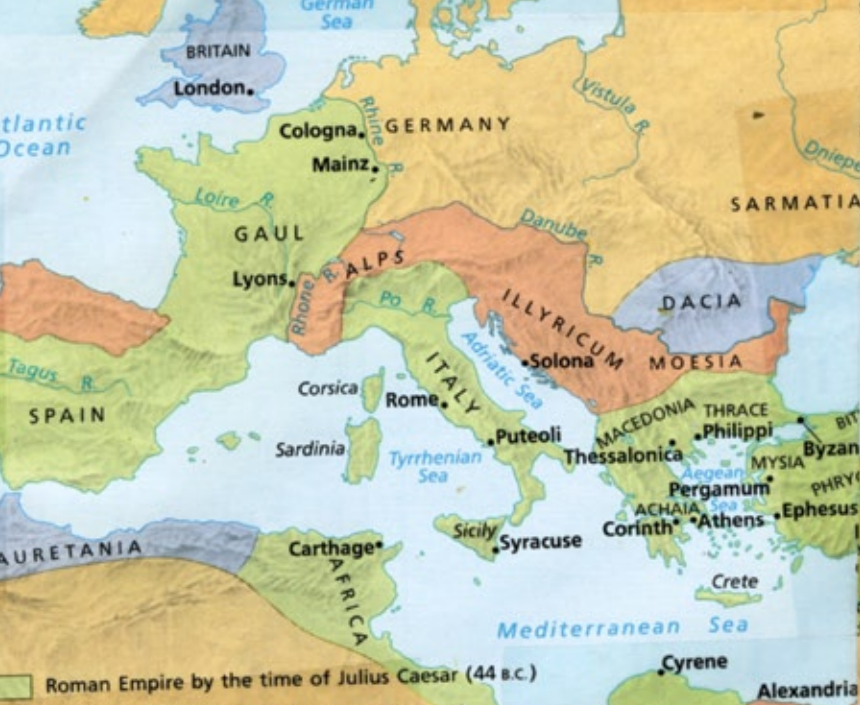 German
Sea
BRITAIN
London
tlantic
Ocean
Cologna
Rhine R.
GERMANY
Vistula R.
Mainz
Dniepe
Loire R.
SARMATIA
GAUL
Danube R.
ALPS
Lyons
Rhone R.
DACIA
Po R.
ILLYRICUM
Adriatic Sea
Solona
MOESIA
Tagus R.
ITALY
Corsica
Rome
SPAIN
MACEDONIA
THRACE
BIT
Puteoli
Philippi
Byzan
Sardinia
Thessalonica
Tyrrhenian
Sea
MYSIA
Aegean
Sea
Pergamum
PHRYG
ACHAIA
Ephesus
Corinth
Athens
Sicily
Syracuse
AURETANIA
Carthage
AFRICA
Crete
Mediterranean Sea
Cyrene
Roman Empire by the time of Julius Caesar (44 B.C.)
Alexandria